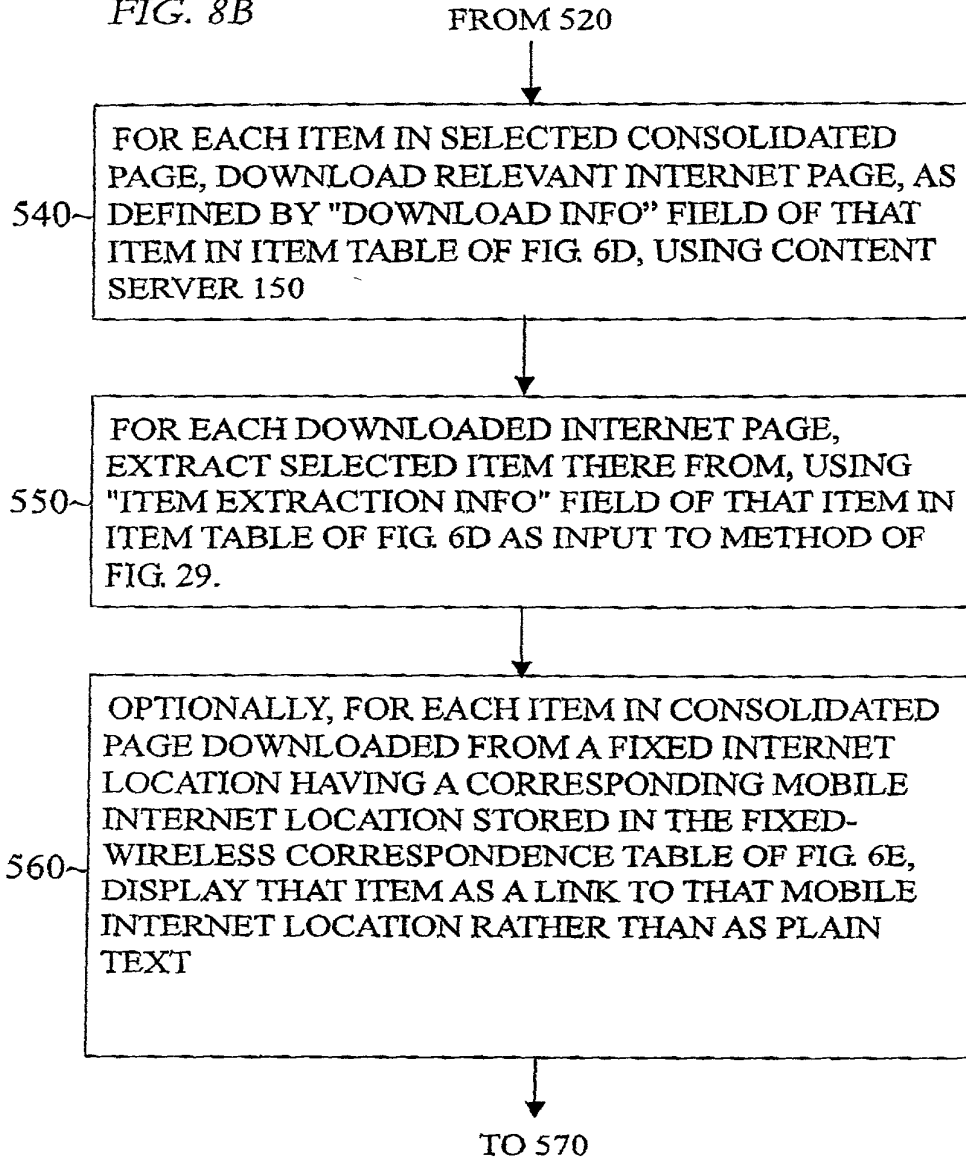 FIG. 8B
FROM 520
540~
FOR EACH ITEM IN SELECTED CONSOLIDATED
PAGE, DOWNLOAD RELEVANT INTERNET PAGE, AS
DEFINED BY "DOWNLOAD INFO" FIELD OF THAT
ITEM IN ITEM TABLE OF FIG. 6D, USING CONTENT
SERVER 150
550~
FOR EACH DOWNLOADED INTERNET PAGE,
EXTRACT SELECTED ITEM THERE FROM, USING
"ITEM EXTRACTION INFO" FIELD OF THAT ITEM IN
ITEM TABLE OF FIG. 6D AS INPUT TO METHOD OF
FIG. 29.
560~
OPTIONALLY, FOR EACH ITEM IN CONSOLIDATED
PAGE DOWNLOADED FROM A FIXED INTERNET
LOCATION HAVING A CORRESPONDING MOBILE
INTERNET LOCATION STORED IN THE FIXED-
WIRELESS CORRESPONDENCE TABLE OF FIG. 6E,
DISPLAY THAT ITEM AS A LINK TO THAT MOBILE
INTERNET LOCATION RATHER THAN AS PLAIN
TEXT
TO 570